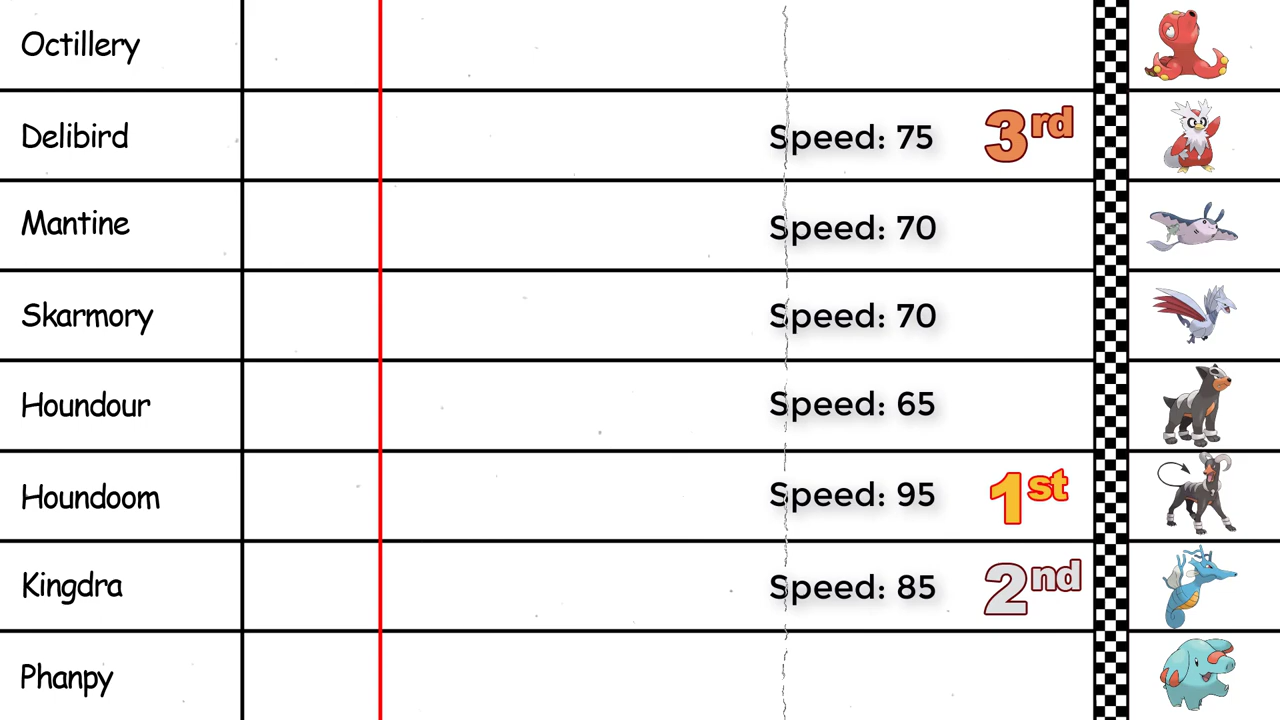 Octillery
Delibird Speed: 75 3rd
Mantine Speed: 70
Skarmory Speed: 70
Houndour Speed: 65
Houndoom Speed: 95 1st
Kingdra Speed: 85 2nd
Phanpy